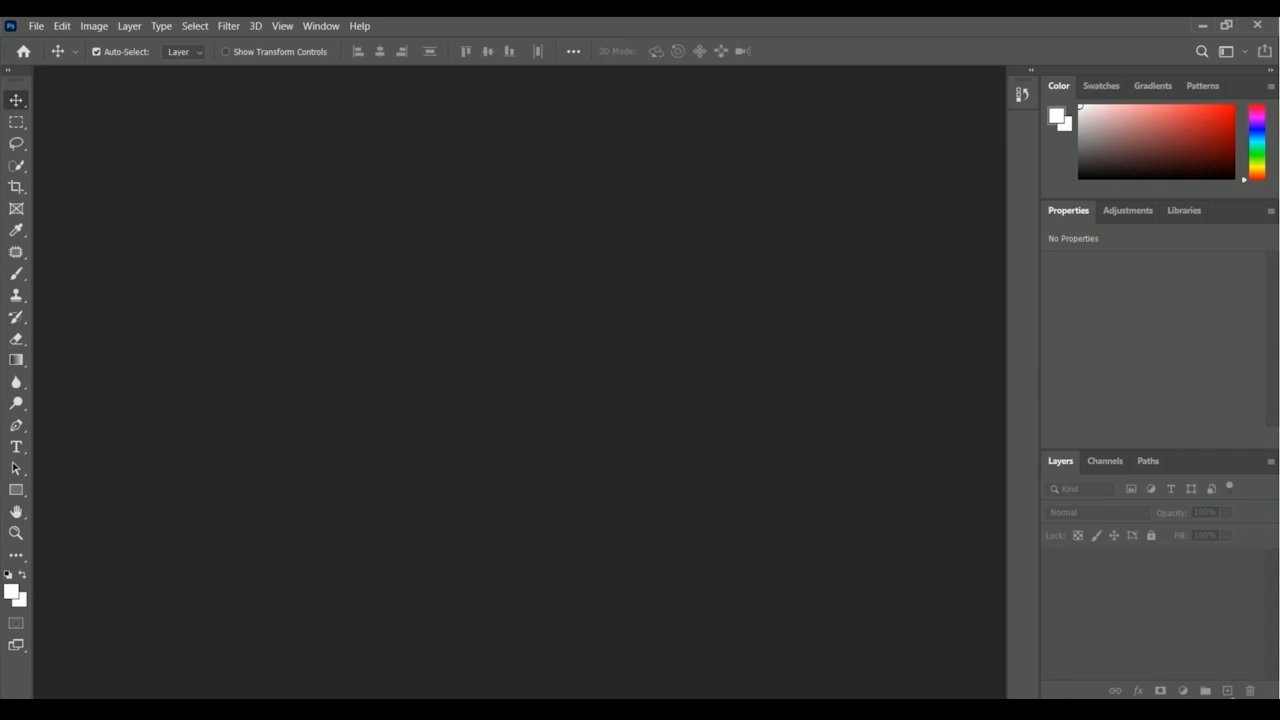 Ps File Edit Image Layer Type Select Filter 3D View Window Help
Auto-Select: Layer Show Transform Controls 3D Mode:
Color Swatches Gradients Patterns
Properties Adjustments Libraries
No Properties
Layers Channels Paths
Kind
Normal Opacity: 100%
Lock: Fill: 100%
fx